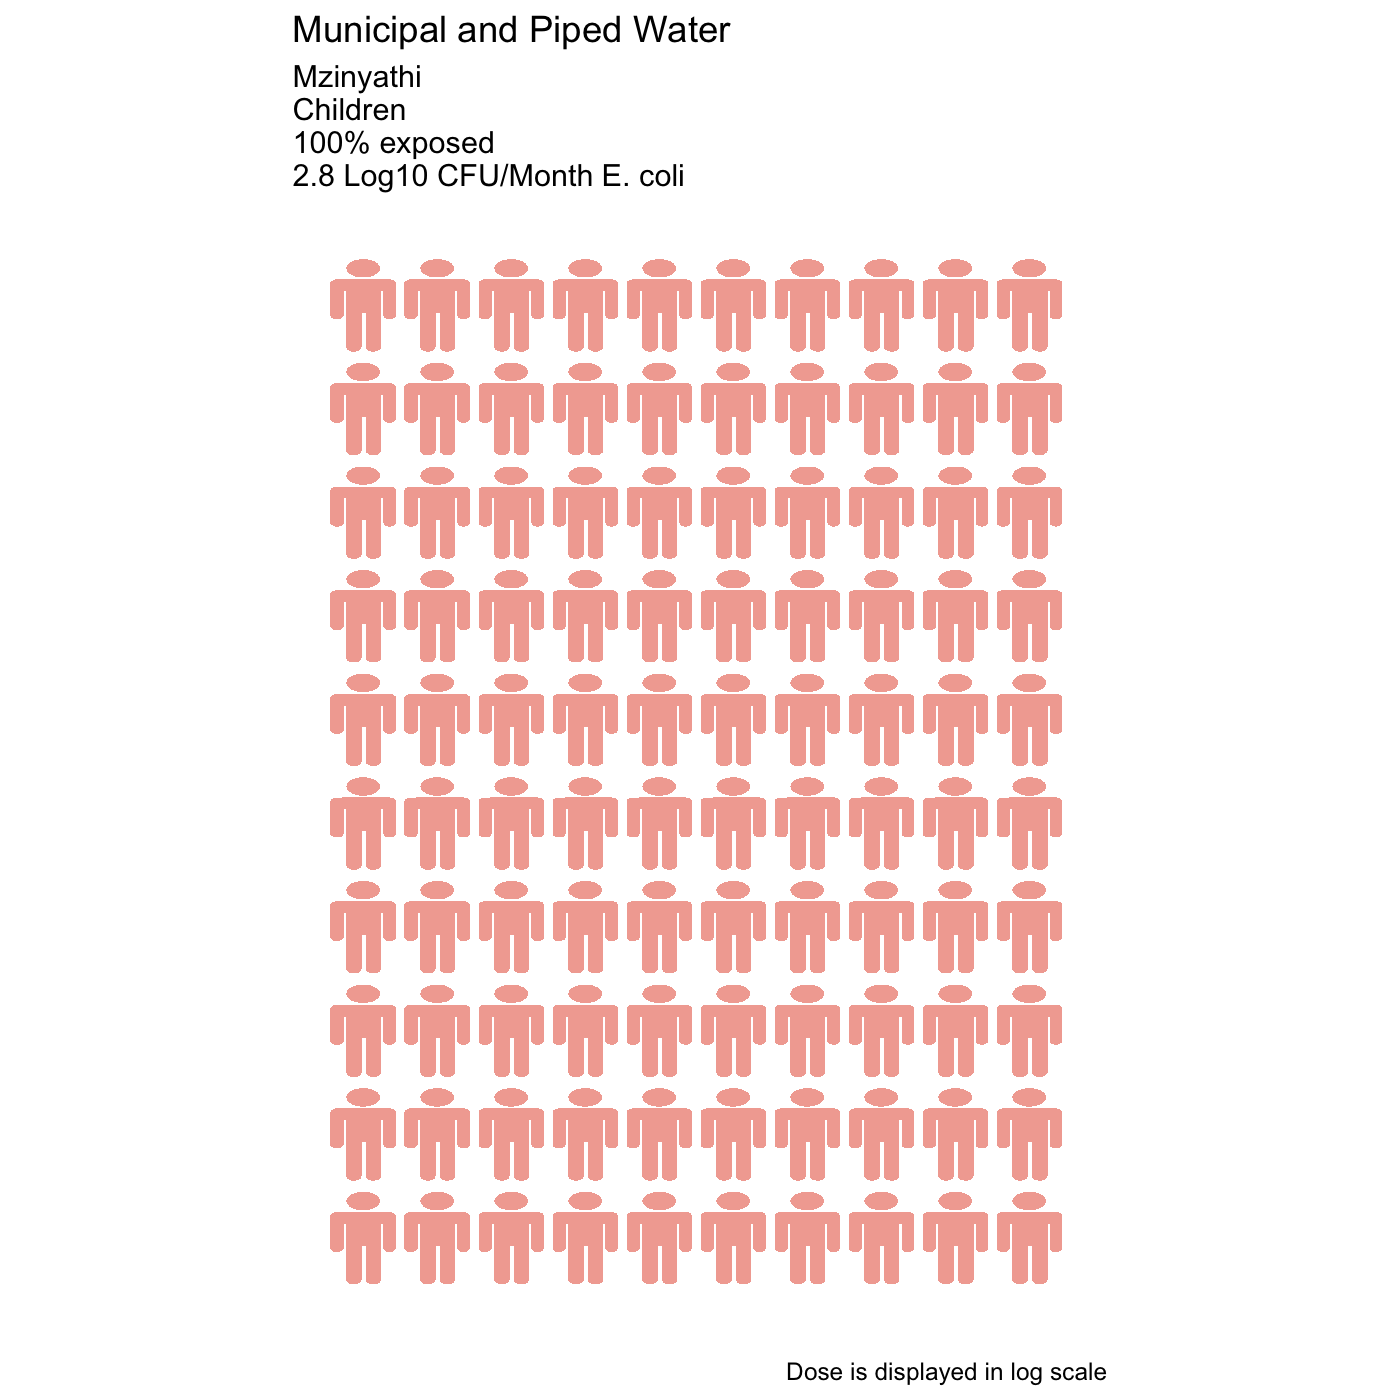 Municipal and Piped Water
Mzinyathi
Children
100% exposed
2.8 Log10 CFU/Month E. coli
Dose is displayed in log scale